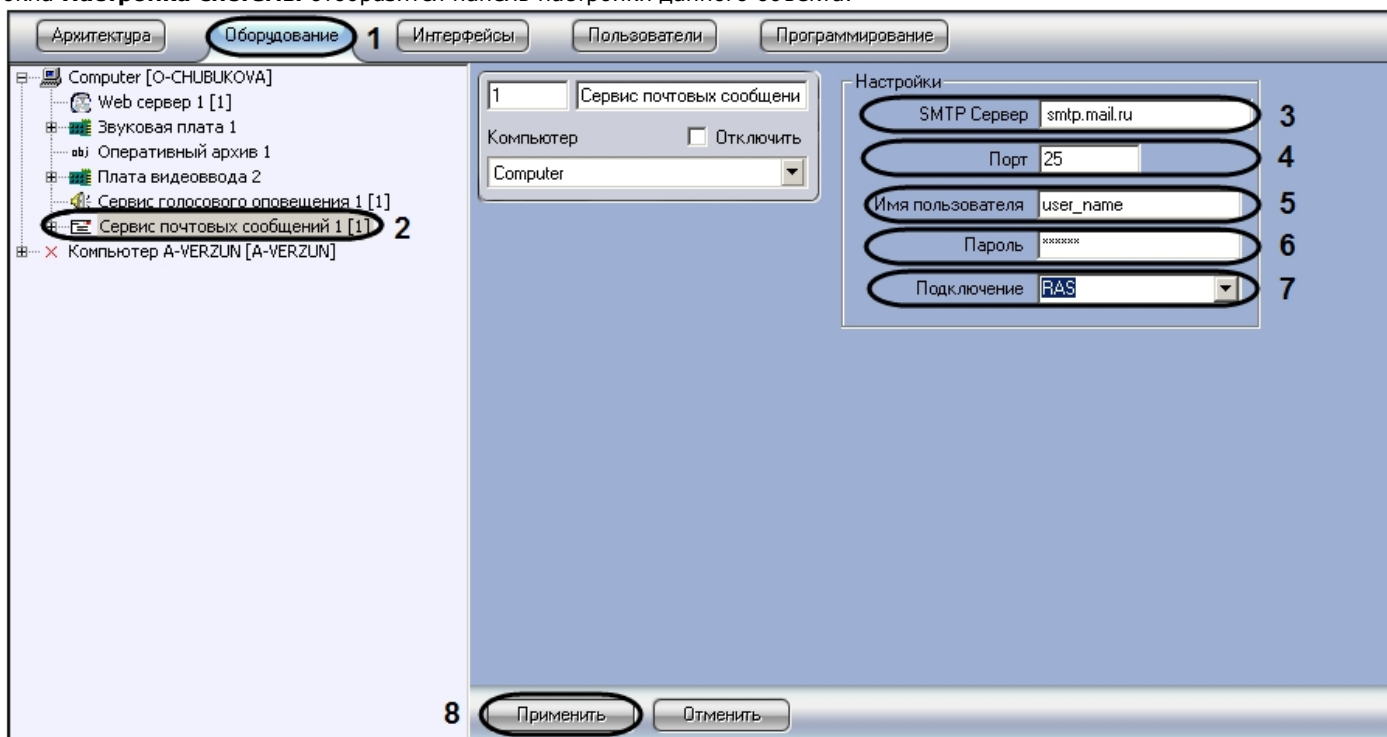 окна Настройка системы отобразится панель настройки данного объекта.
Архитектура Оборудование 1 Интерфейсы Пользователи Программирование
Computer [O-CHUBUKOVA]
Web сервер 1 [1]
Звуковая плата 1
obj Оперативный архив 1
Плата видеоввода 2
Сервис голосового оповещения 1 [1]
Сервис почтовых сообщений 1 [1] 2
Компьютер A-VERZUN [A-VERZUN]
1 Сервис почтовых сообщени
Компьютер Отключить
Computer
Настройки
SMTP Сервер smtp.mail.ru 3
Порт 25 4
Имя пользователя user_name 5
Пароль xxxxxx 6
Подключение RAS 7
8 Применить Отменить